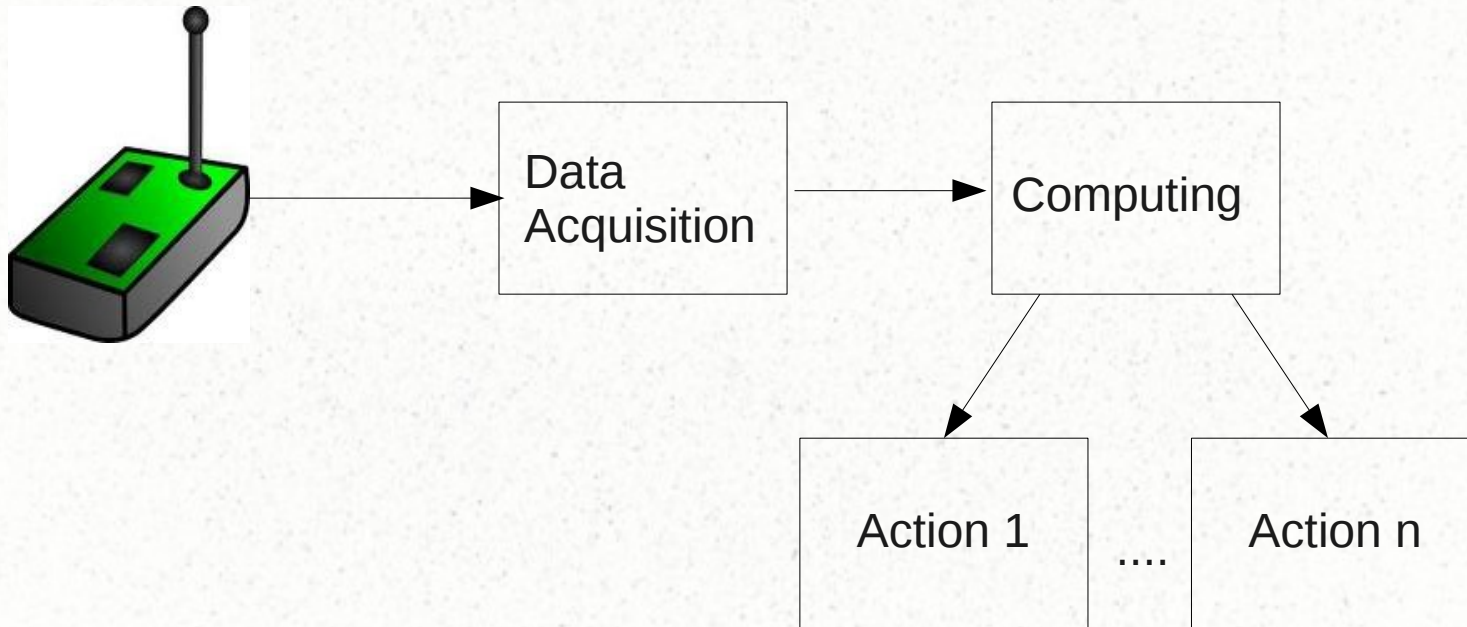 Data
Acquisition
Computing
Action 1
....
Action n